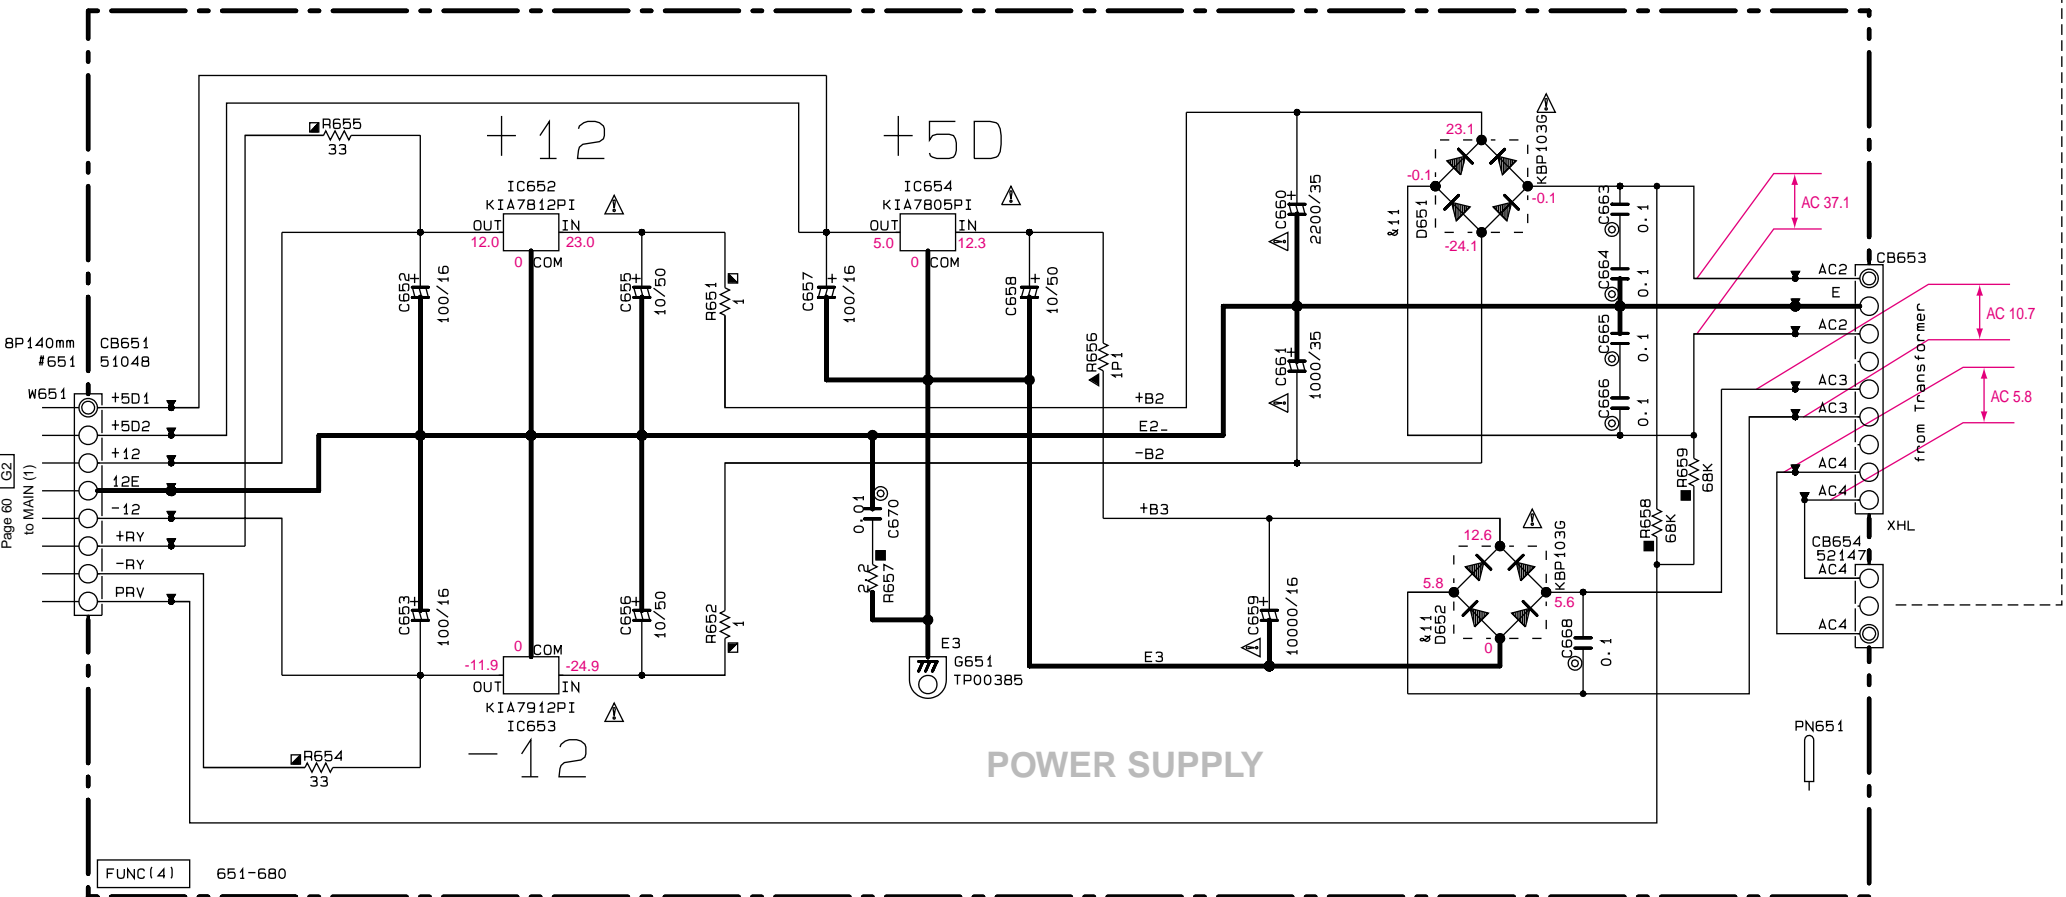 R655
33
+12
+5D
IC652
KIA7812PI
OUT
IN
12.0
23.0
0
COM
IC654
KIA7805PI
OUT
IN
5.0
12.3
0
COM
C652
+
100/16
C655
+
10/50
R651
1
C657
+
100/16
C658
+
10/50
R656
1P1
C660
+
2200/35
C661
+
1000/35
23.1
-0.1
-0.1
-24.1
KBP103G
&11
D651
C663
0.1
C664
0.1
C665
0.1
C666
0.1
AC 37.1
AC 10.7
AC 5.8
CB653
AC2
E
AC2
AC3
AC3
AC4
AC4
from Transformer
XHL
CB654
52147
AC4
AC4
8P140mm
#651
CB651
51048
W651
+5D1
+5D2
+12
12E
-12
+RY
-RY
PRV
Page 60 G2
to MAIN (1)
+B2
E2
-B2
+B3
E3
0.01
C670
2.2
R657
E3
G651
TP00385
C653
+
100/16
C656
+
10/50
R652
1
0
COM
-11.9
-24.9
OUT
IN
KIA7912PI
IC653
-12
R654
33
C659
+
10000/16
12.6
5.8
5.6
0
KBP103G
&11
D652
C668
0.1
R659
68K
R658
68K
PN651
POWER SUPPLY
FUNC(4)
651-680